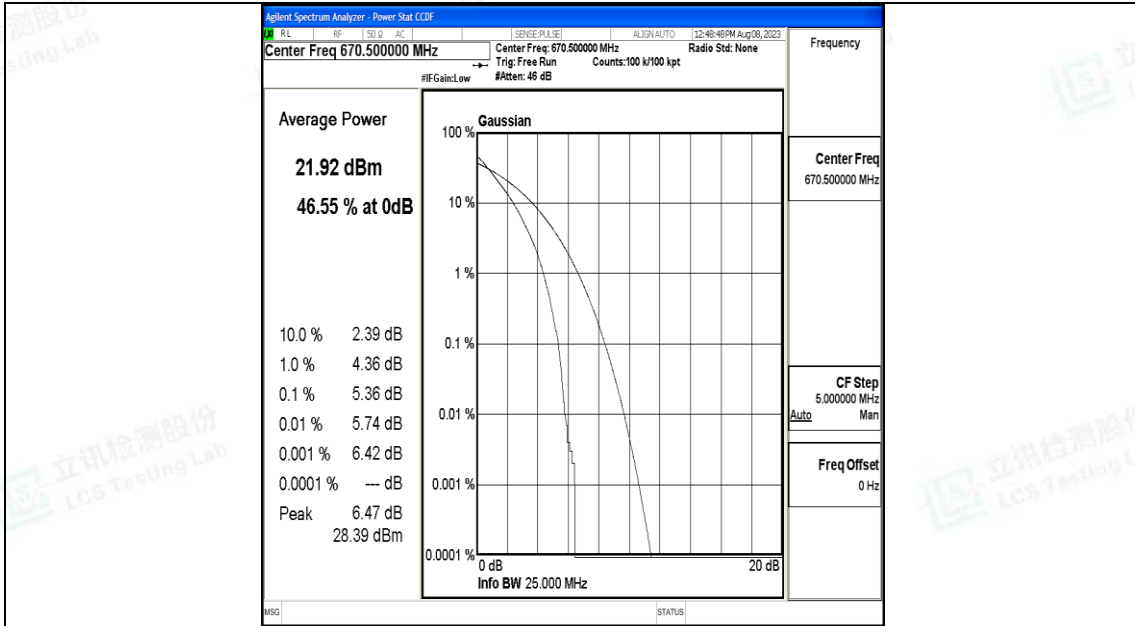 Agilent Spectrum Analyzer - Power Stat CCDF
RL RF 50 Ω AC SENSE:PULSE ALIGN AUTO 12:48:48PM Aug 08, 2023
Center Freq 670.500000 MHz
Center Freq: 670.500000 MHz Radio Std: None
Trig: Free Run Counts:100 k/100 kpt
#IFGain:Low #Atten: 46 dB
Frequency
Average Power
21.92 dBm
46.55 % at 0dB
10.0 % 2.39 dB
1.0 % 4.36 dB
0.1 % 5.36 dB
0.01 % 5.74 dB
0.001 % 6.42 dB
0.0001 % --- dB
Peak 6.47 dB
28.39 dBm
Gaussian
100 %
10 %
1 %
0.1 %
0.01 %
0.001 %
0.0001 %
0 dB 20 dB
Info BW 25.000 MHz
Center Freq
670.500000 MHz
CF Step
5.000000 MHz
Auto Man
Freq Offset
0 Hz
MSG STATUS
立讯检测股份
LCS Testing Lab